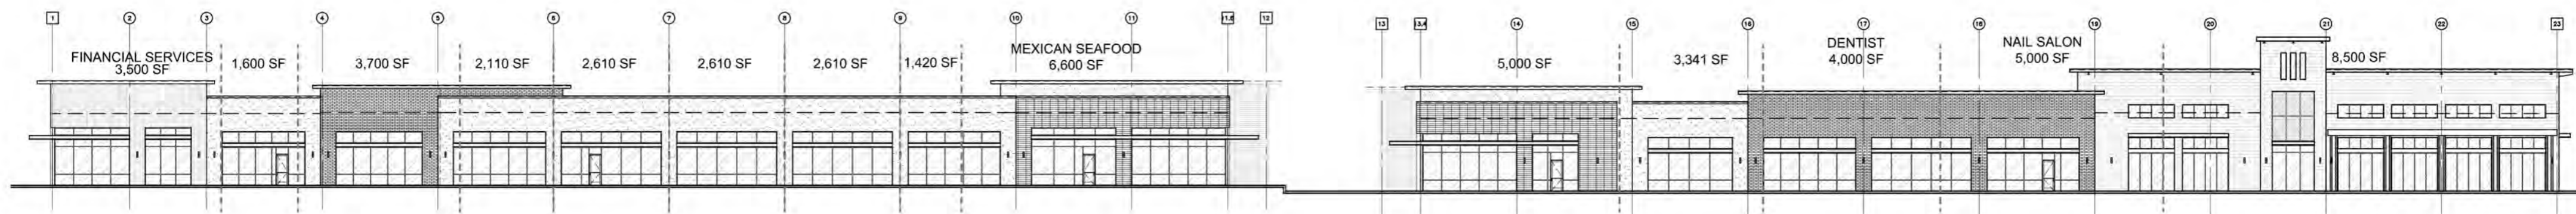 1 2 3 4 5 6 7 8 9 10 11 11.8 12 13 13.4 14 15 16 17 18 19 20 21 22 23
FINANCIAL SERVICES
3,500 SF
1,600 SF
3,700 SF
2,110 SF
2,610 SF
2,610 SF
2,610 SF
1,420 SF
MEXICAN SEAFOOD
6,600 SF
5,000 SF
3,341 SF
DENTIST
4,000 SF
NAIL SALON
5,000 SF
8,500 SF